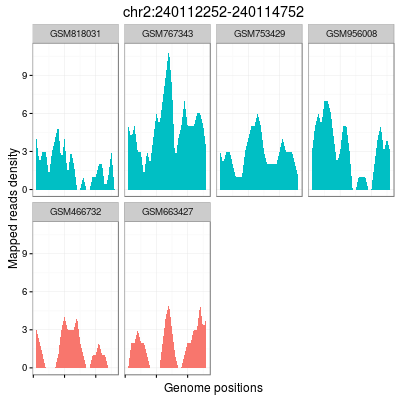 chr2:240112252-240114752
GSM818031 GSM767343 GSM753429 GSM956008
9
6
3
0
GSM466732 GSM663427
9
6
3
0
Mapped reads density
Genome positions